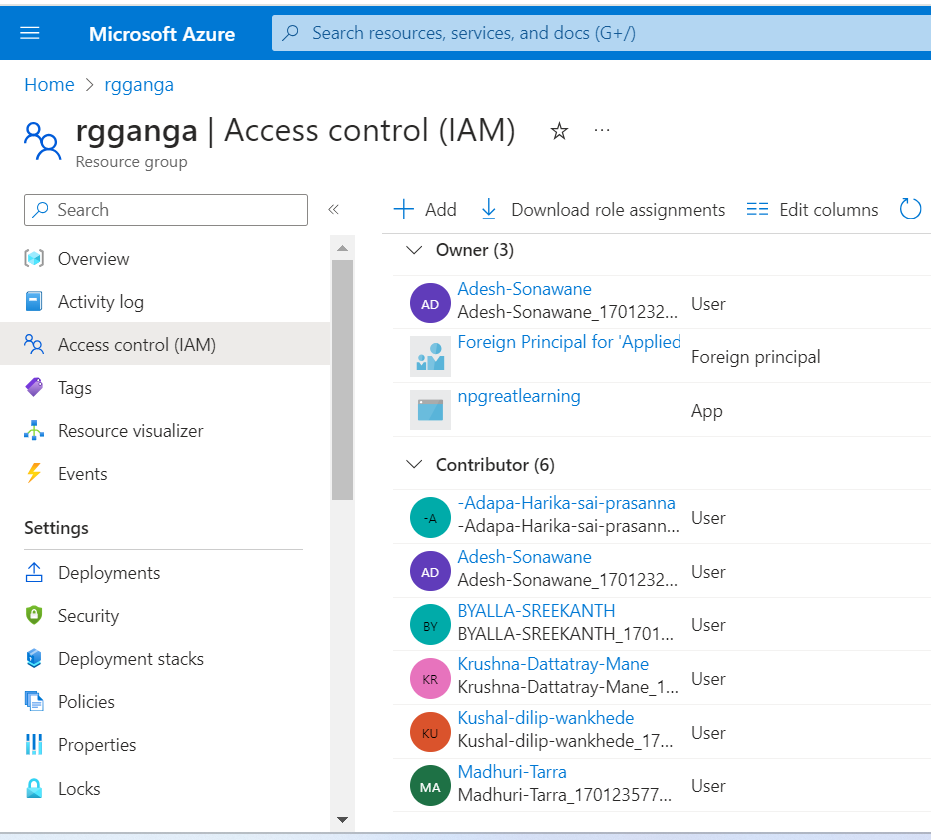 Microsoft Azure
Search resources, services, and docs (G+/)
Home > rgganga
rgganga | Access control (IAM) ☆ ...
Resource group
Search «
Overview
Activity log
Access control (IAM)
Tags
Resource visualizer
Events
Settings
Deployments
Security
Deployment stacks
Policies
Properties
Locks
+ Add Download role assignments Edit columns
Owner (3)
AD Adesh-Sonawane
Adesh-Sonawane_1701232... User
Foreign Principal for 'Applied
Foreign principal
npgreatlearning
App
Contributor (6)
-A -Adapa-Harika-sai-prasanna
-Adapa-Harika-sai-prasann... User
AD Adesh-Sonawane
Adesh-Sonawane_1701232... User
BY BYALLA-SREEKANTH
BYALLA-SREEKANTH_1701... User
KR Krushna-Dattatray-Mane
Krushna-Dattatray-Mane_1... User
KU Kushal-dilip-wankhede
Kushal-dilip-wankhede_17... User
MA Madhuri-Tarra
Madhuri-Tarra_170123577... User